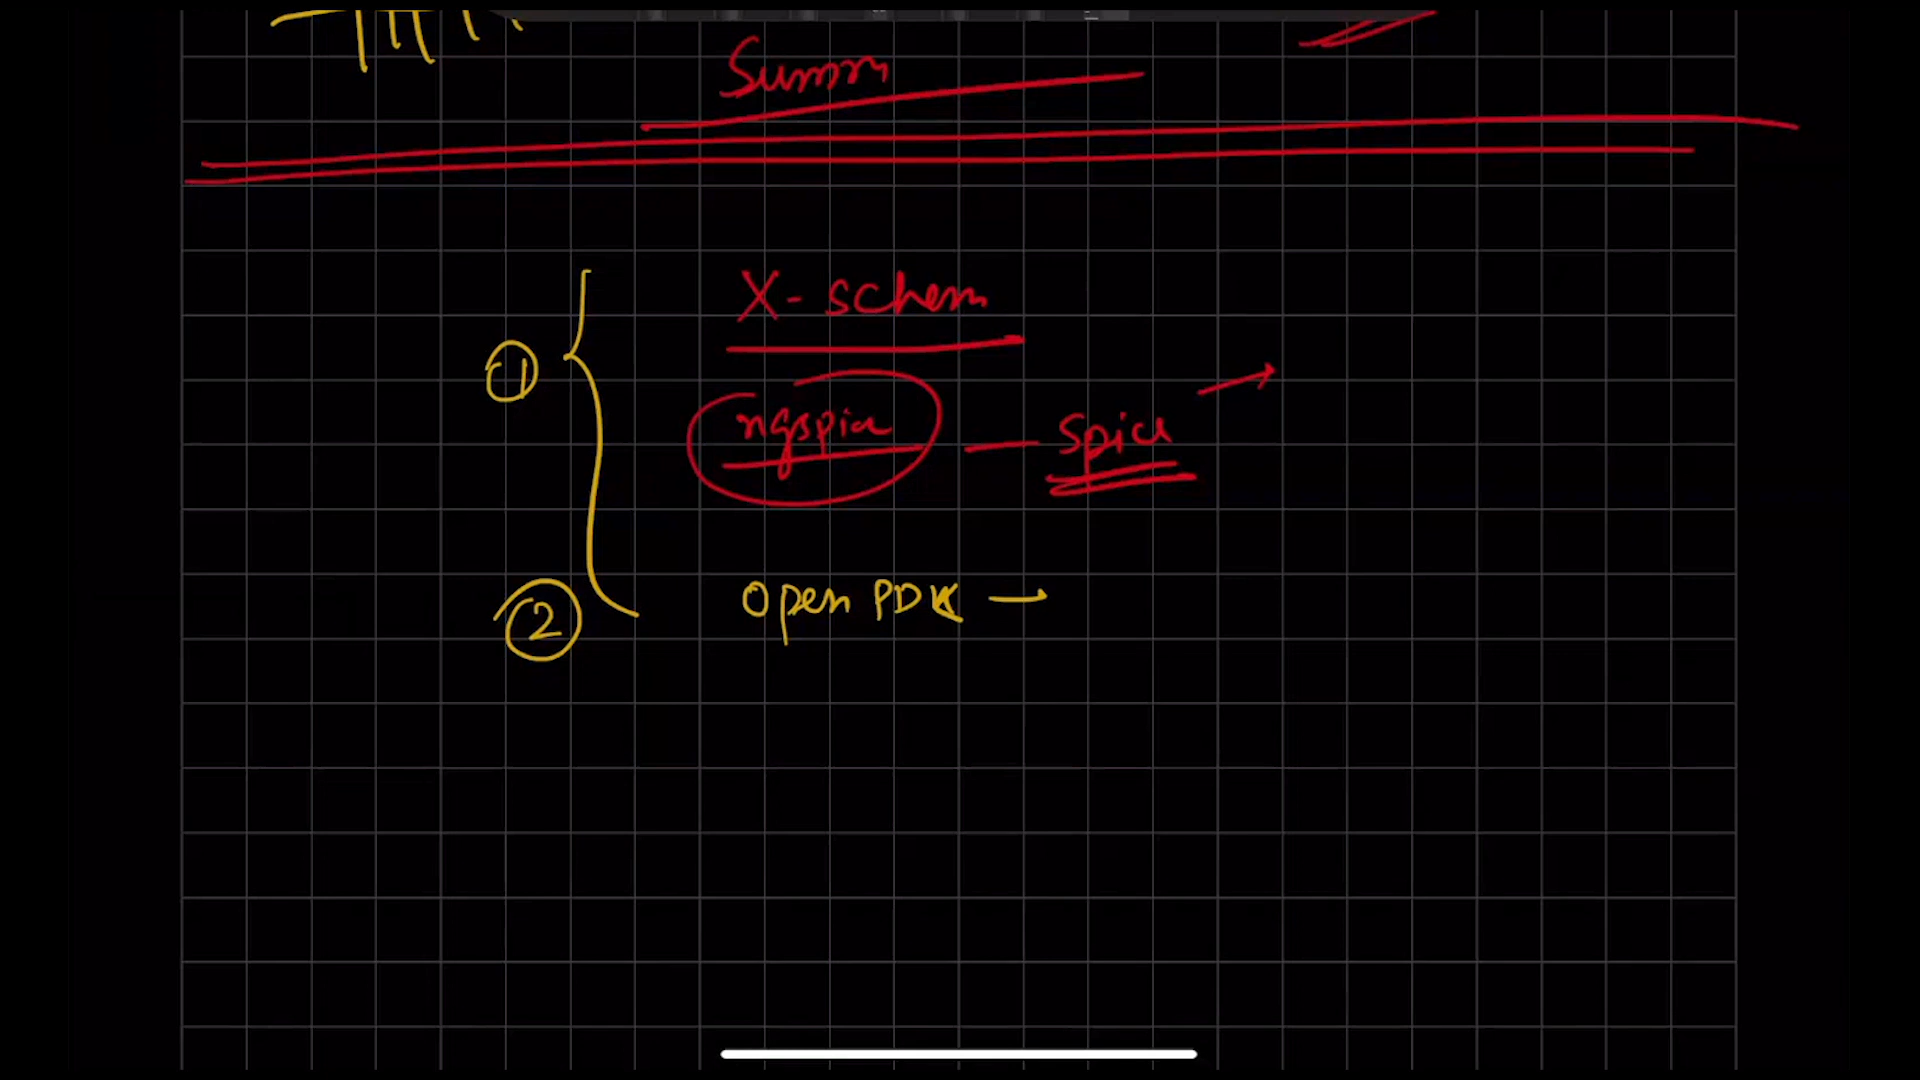 Summ
X-schem
① ngspice — Spice →
② Open PDK →